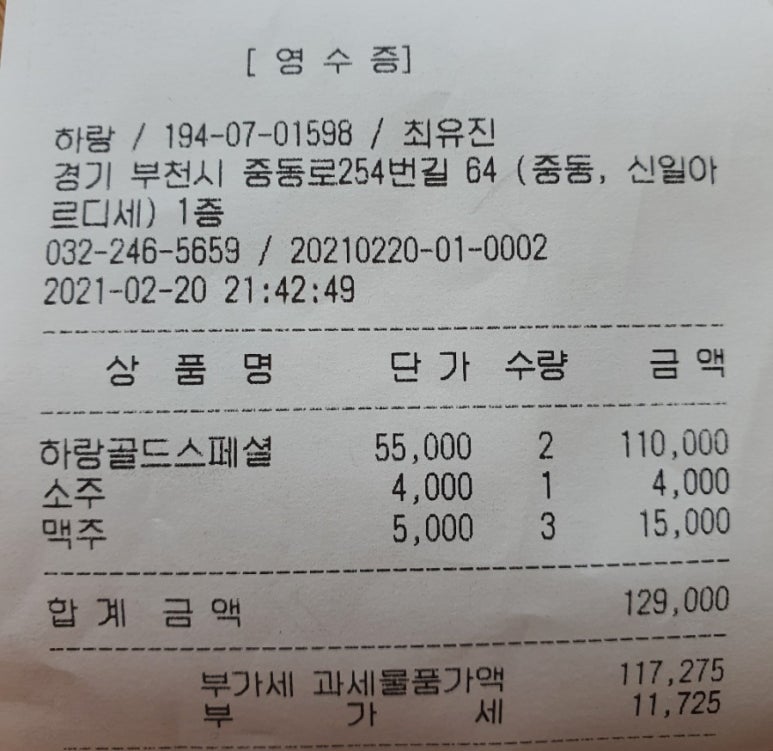 [ 영 수 증]
하랑 / 194-07-01598 / 최유진
경기 부천시 중동로254번길 64 (중동, 신일아
르디세) 1층
032-246-5659 / 20210220-01-0002
2021-02-20 21:42:49
상 품 명 단 가 수량 금 액
하랑골드스페셜 55,000 2 110,000
소주 4,000 1 4,000
맥주 5,000 3 15,000
합 계 금 액 129,000
부가세 과세물품가액 117,275
부 가 세 11,725